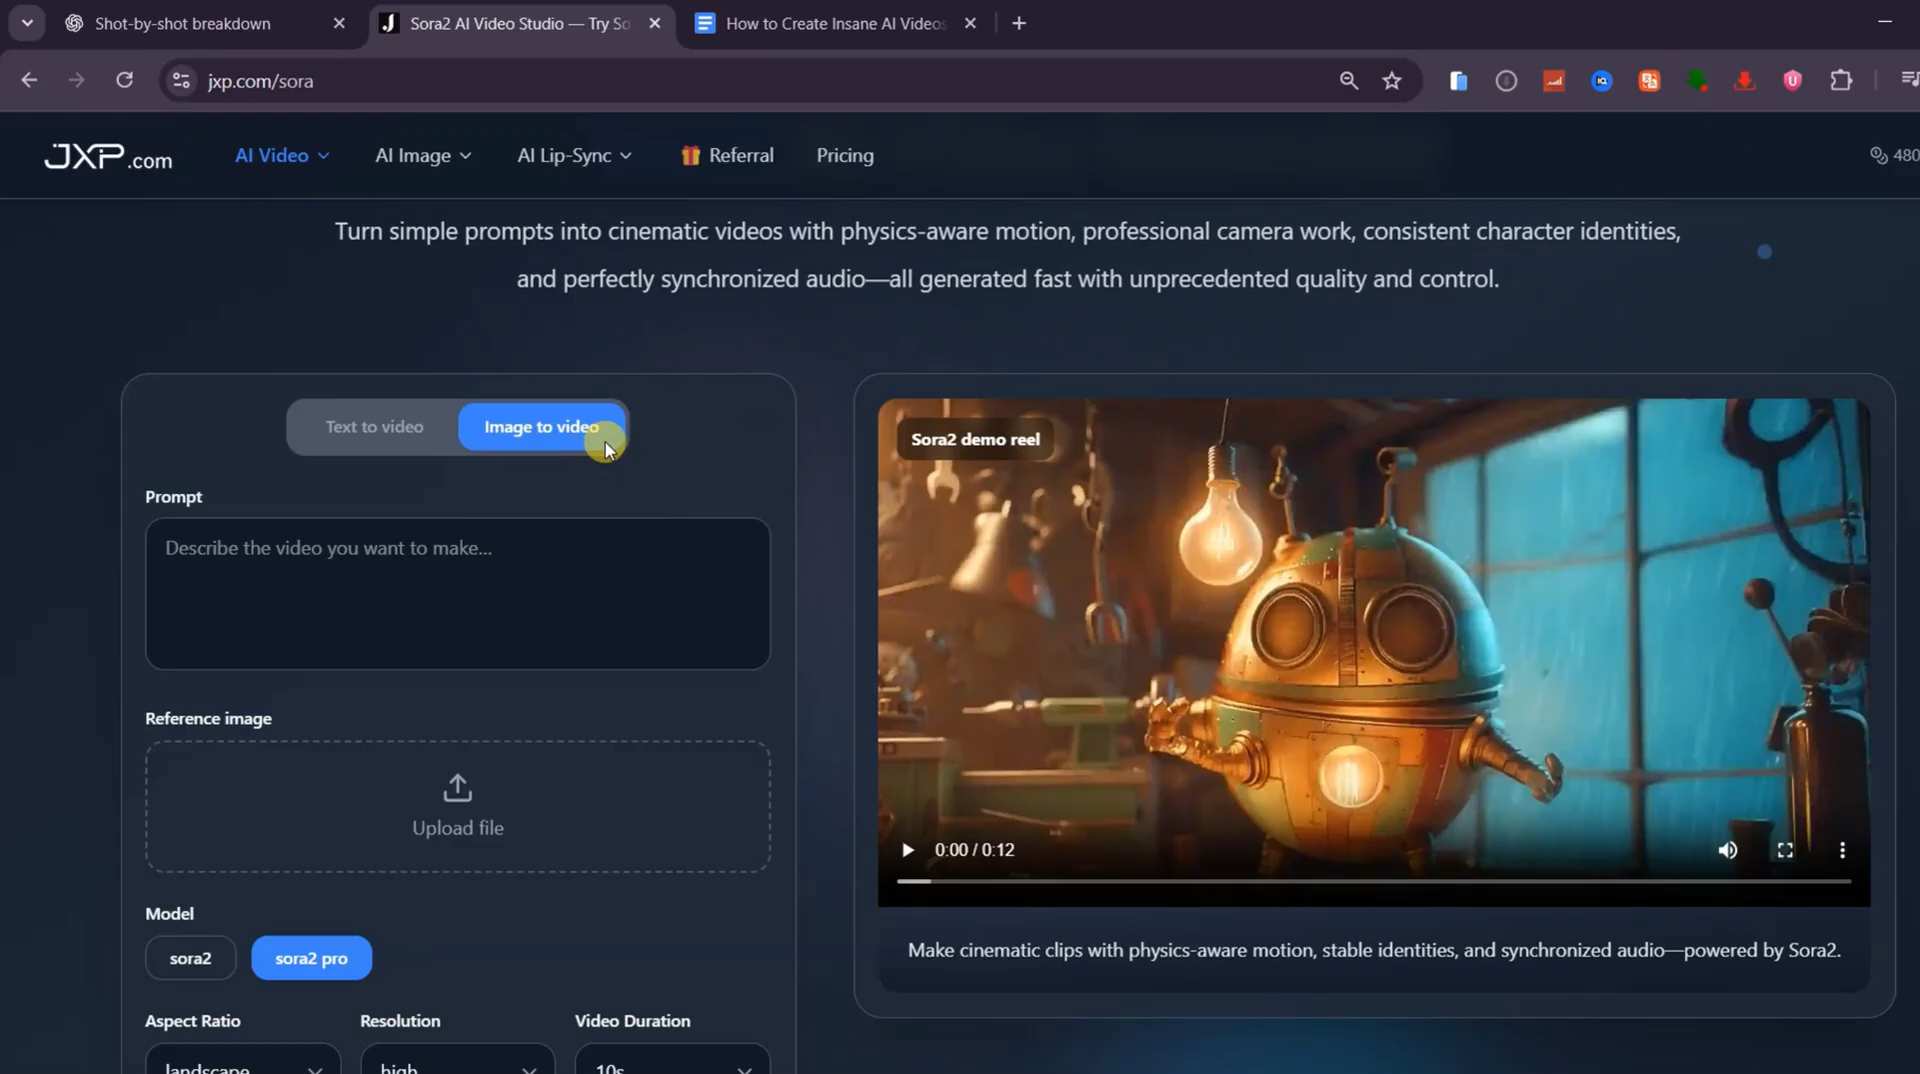 Shot-by-shot breakdown
Sora2 AI Video Studio — Try So
How to Create Insane AI Videos
jxp.com/sora
JXP.com
AI Video
AI Image
AI Lip-Sync
Referral
Pricing
480
Turn simple prompts into cinematic videos with physics-aware motion, professional camera work, consistent character identities,
and perfectly synchronized audio—all generated fast with unprecedented quality and control.
Text to video
Image to video
Prompt
Describe the video you want to make...
Reference image
Upload file
Model
sora2
sora2 pro
Aspect Ratio
Resolution
Video Duration
landscape
high
10s
Sora2 demo reel
0:00 / 0:12
Make cinematic clips with physics-aware motion, stable identities, and synchronized audio—powered by Sora2.